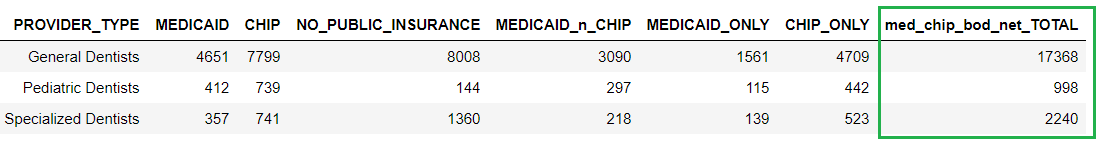 PROVIDER_TYPE MEDICAID CHIP NO_PUBLIC_INSURANCE MEDICAID_n_CHIP MEDICAID_ONLY CHIP_ONLY med_chip_bod_net_TOTAL
General Dentists 4651 7799 8008 3090 1561 4709 17368
Pediatric Dentists 412 739 144 297 115 442 998
Specialized Dentists 357 741 1360 218 139 523 2240